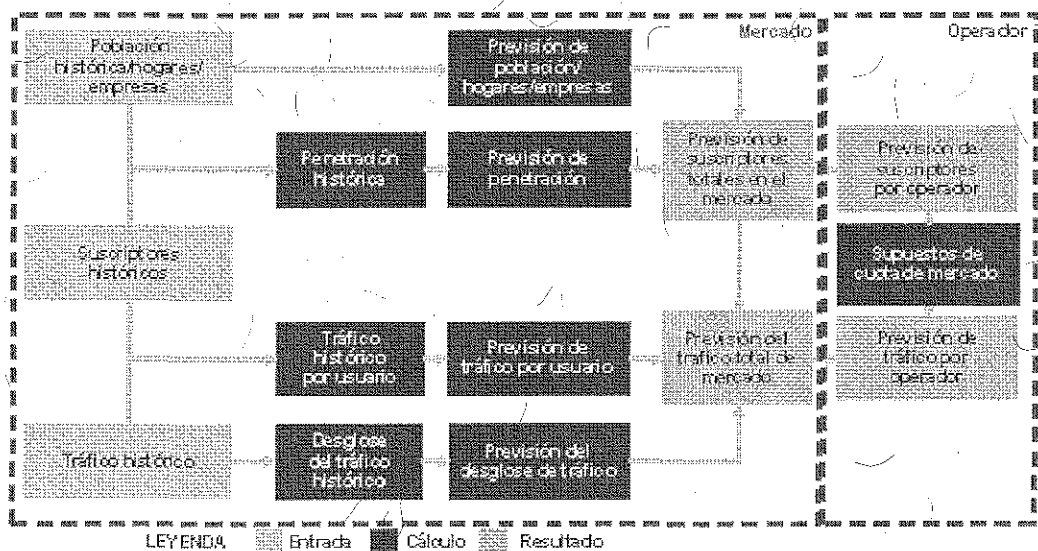 Mercado
Operador
Población
histórica/hogares/
empresas
Previsión de
población/
hogares/empresas
Penetración
histórica
Previsión de
penetración
Previsión de
suscriptores
totales en el
mercado
Previsión de
suscriptores
por operador
Suscriptores
históricos
Supuestos de
cuota de mercado
Tráfico
histórico
por usuario
Previsión de
tráfico por usuario
Previsión del
tráfico total de
mercado
Previsión de
tráfico por
operador
Tráfico histórico
Desglose
del tráfico
histórico
Previsión del
desglose de tráfico
LEYENDA Entrada Cálculo Resultado